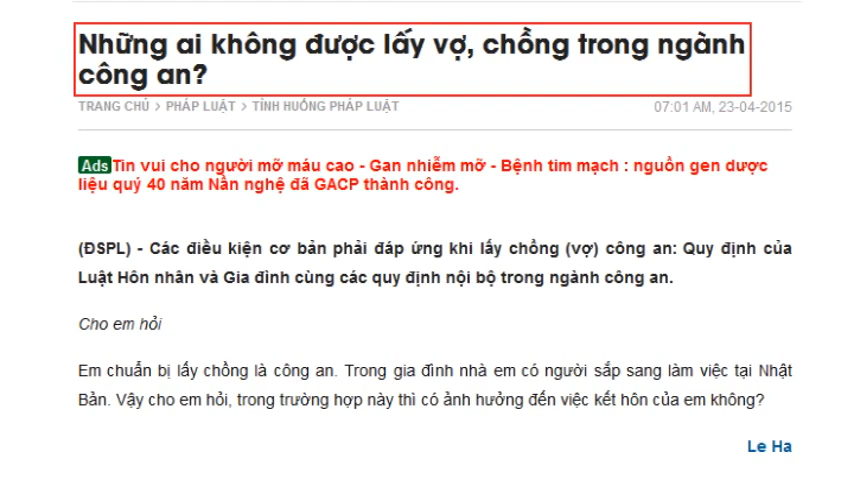 Những ai không được lấy vợ, chồng trong ngành
công an?
TRANG CHỦ > PHÁP LUẬT > TÌNH HUỐNG PHÁP LUẬT
07:01 AM, 23-04-2015
Ads Tin vui cho người mỡ máu cao - Gan nhiễm mỡ - Bệnh tim mạch : nguồn gen dược
liệu quý 40 năm Nần nghệ đã GACP thành công.
(ĐSPL) - Các điều kiện cơ bản phải đáp ứng khi lấy chồng (vợ) công an: Quy định của
Luật Hôn nhân và Gia đình cùng các quy định nội bộ trong ngành công an.
Cho em hỏi
Em chuẩn bị lấy chồng là công an. Trong gia đình nhà em có người sắp sang làm việc tại Nhật
Bản. Vậy cho em hỏi, trong trường hợp này thì có ảnh hưởng đến việc kết hôn của em không?
Le Ha